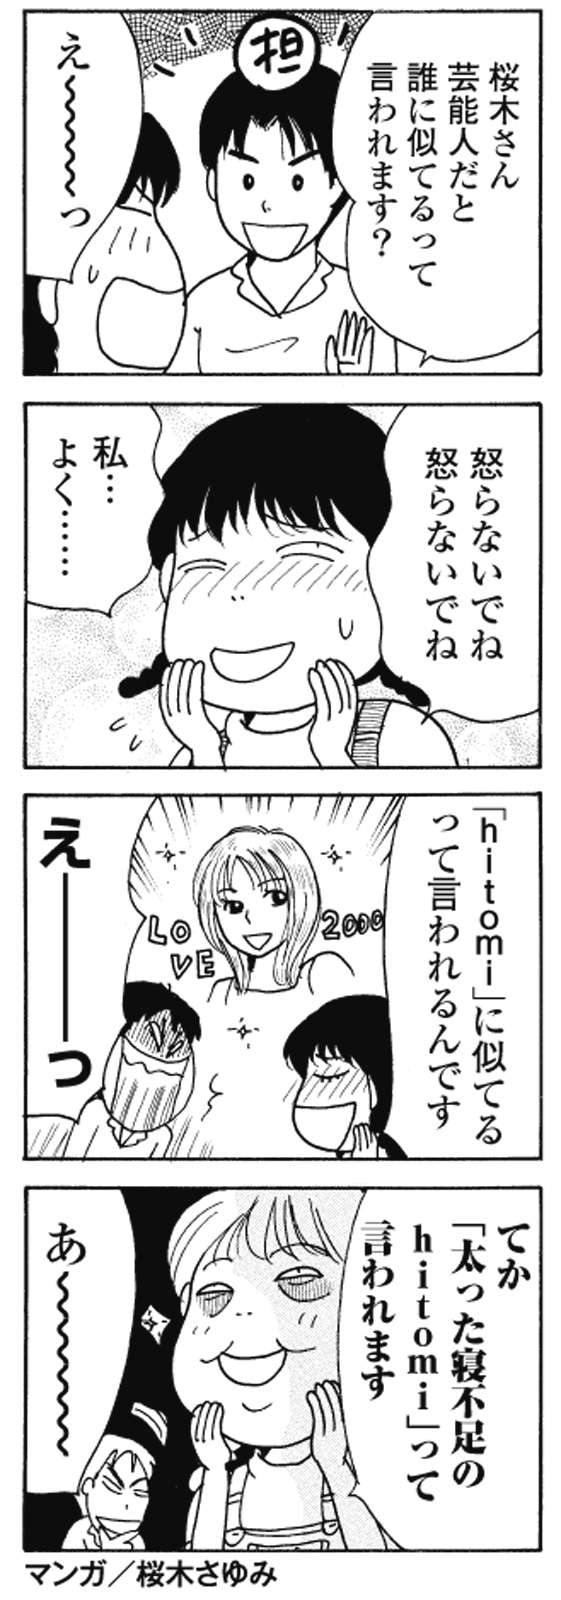 担
桜木さん
芸能人だと
誰に似てるって
言われます?
え〜〜〜〜っ
怒らないでね
怒らないでね
私…
よく……
「hitomi」に似てる
って言われるんです
LOVE
2000
えーーーっ
てか
「太った寝不足の
hitomi」って
言われます
あ〜〜〜〜〜
マンガ／桜木さゆみ